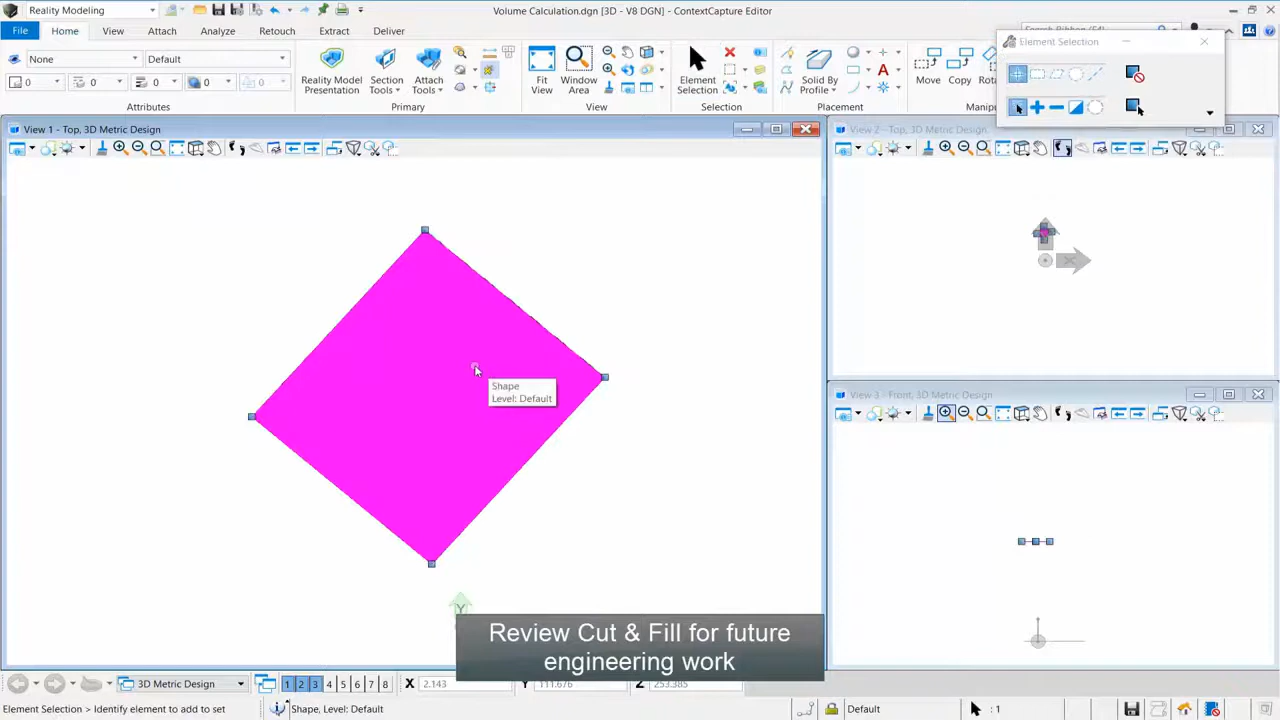 Reality Modeling
Volume Calculation.dgn [3D - V8 DGN] - ContextCapture Editor
File Home View Attach Analyze Retouch Extract Deliver
None
Default
0 0 0 0 0
Attributes
Reality Model Presentation
Section Tools
Attach Tools
Primary
Fit View
Window Area
View
Element Selection
Selection
Solid By Profile
Placement
Move
Copy
Element Selection
View 1 - Top, 3D Metric Design
View 2 - Top, 3D Metric Design
View 3 - Front, 3D Metric Design
Shape
Level: Default
Y
Review Cut & Fill for future
engineering work
3D Metric Design
1 2 3 4 5 6 7 8
X 2.143 Y 111.676 Z 253.385
Element Selection > Identify element to add to set
Shape, Level: Default
Default
: 1